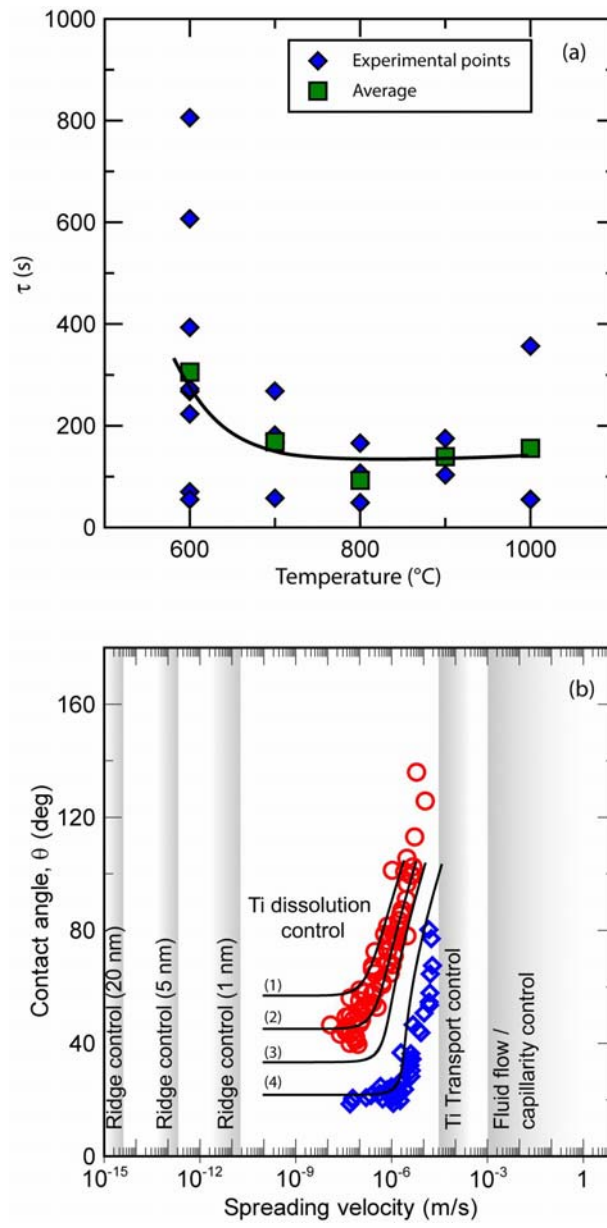 1000
(a)
Experimental points
Average
800
600
τ (s)
400
200
0
600
800
1000
Temperature (°C)
(b)
160
120
Contact angle, θ (deg)
80
40
0
Ti dissolution
control
(1)
(2)
(3)
(4)
Ridge control (20 nm)
Ridge control (5 nm)
Ridge control (1 nm)
Ti Transport control
Fluid flow /
capillarity control
10-15
10-12
10-9
10-6
10-3
1
Spreading velocity (m/s)